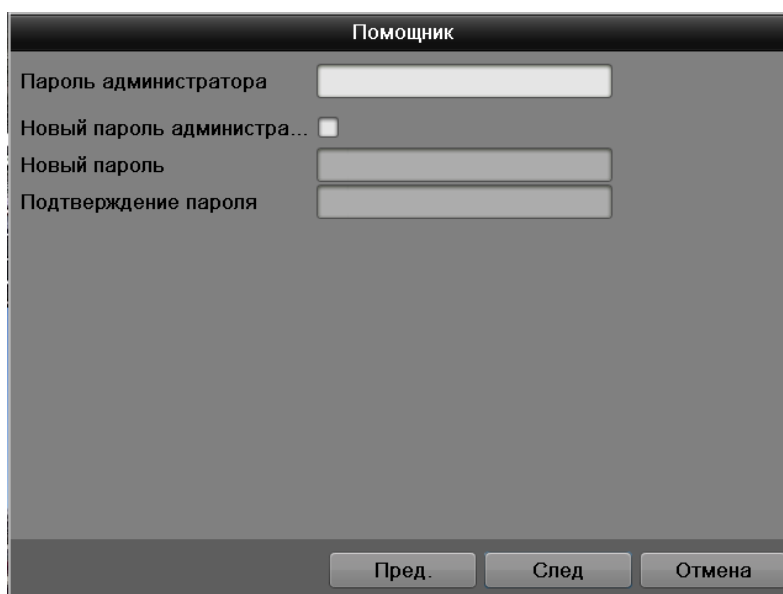 Помощник
Пароль администратора
Новый пароль администра...
Новый пароль
Подтверждение пароля
Пред. След Отмена